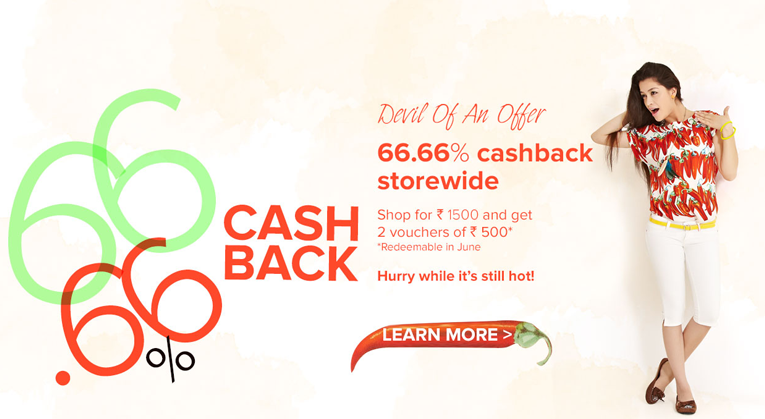 66
.66%
CASH
BACK
Devil Of An Offer
66.66% cashback
storewide
Shop for ₹ 1500 and get
2 vouchers of ₹ 500*
*Redeemable in June
Hurry while it's still hot!
LEARN MORE >